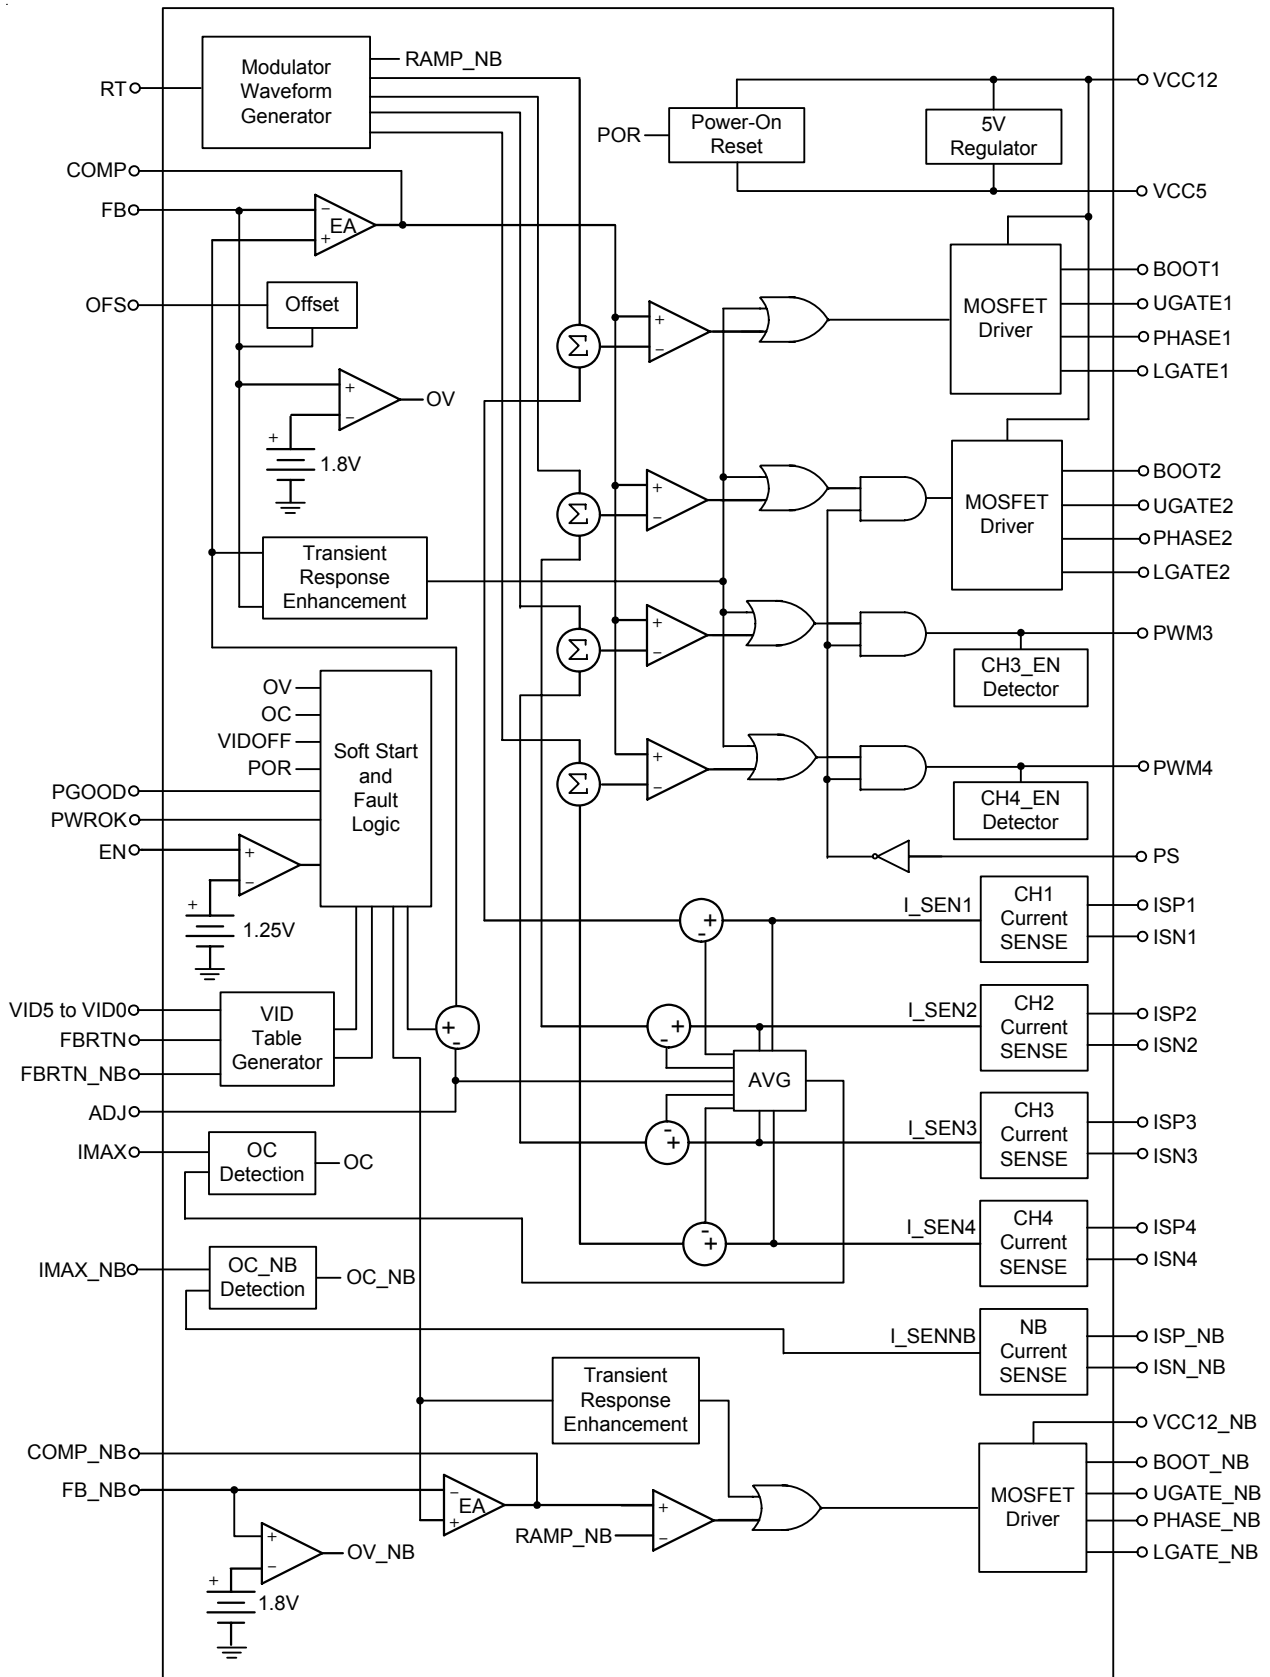 RT
Modulator
Waveform
Generator
RAMP_NB
COMP
FB
−
EA
+
OFS
Offset
+
−
OV
+
1.8V
Transient
Response
Enhancement
POR
Power-On
Reset
5V
Regulator
VCC12
VCC5
Σ
+
−
MOSFET
Driver
BOOT1
UGATE1
PHASE1
LGATE1
Σ
+
−
MOSFET
Driver
BOOT2
UGATE2
PHASE2
LGATE2
Σ
+
−
PWM3
CH3_EN
Detector
Σ
+
−
PWM4
CH4_EN
Detector
PS
OV
OC
VIDOFF
POR
PGOOD
PWROK
EN
Soft Start
and
Fault
Logic
+
−
+
1.25V
VID5 to VID0
FBRTN
FBRTN_NB
VID
Table
Generator
+
-
ADJ
IMAX
OC
Detection
OC
IMAX_NB
OC_NB
Detection
OC_NB
+
-
I_SEN1
CH1
Current
SENSE
ISP1
ISN1
+
-
I_SEN2
CH2
Current
SENSE
ISP2
ISN2
AVG
-
+
I_SEN3
CH3
Current
SENSE
ISP3
ISN3
-
+
I_SEN4
CH4
Current
SENSE
ISP4
ISN4
I_SENNB
NB
Current
SENSE
ISP_NB
ISN_NB
Transient
Response
Enhancement
COMP_NB
FB_NB
−
EA
+
+
−
RAMP_NB
+
−
OV_NB
+
1.8V
MOSFET
Driver
VCC12_NB
BOOT_NB
UGATE_NB
PHASE_NB
LGATE_NB